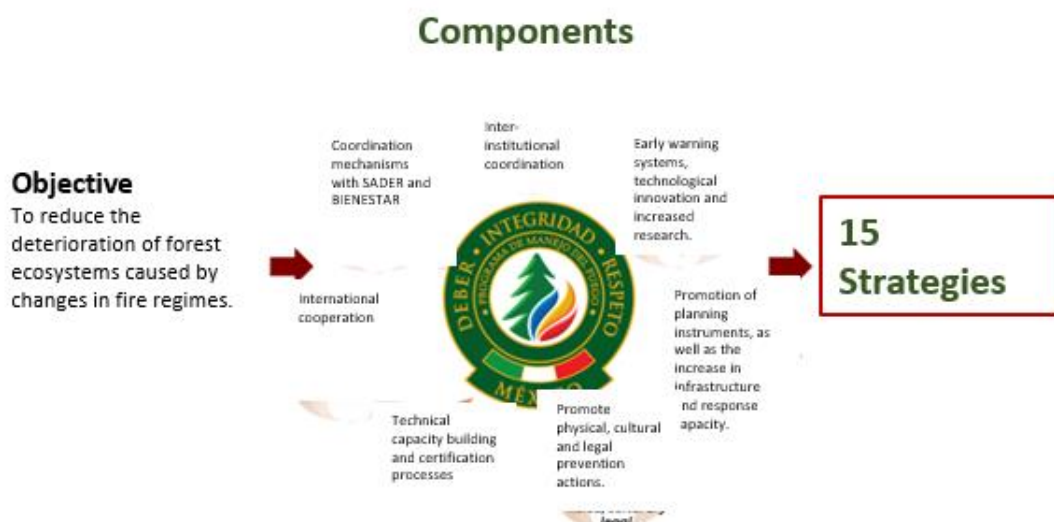 Components
Objective
To reduce the
deterioration of forest
ecosystems caused by
changes in fire regimes.
Coordination
mechanisms
with SADER and
BIENESTAR
Inter-
institutional
coordination
Early warning
systems,
technological
innovation and
increased
research.
International
cooperation
DEBER • INTEGRIDAD • RESPETO
PROGRAMA DE MANEJO DEL FUEGO
Promotion of
planning
instruments, as
well as the
increase in
infrastructure
nd response
apacity.
Technical
capacity building
and certification
processes
Promote
physical, cultural
and legal
prevention
actions.
legal
15
Strategies